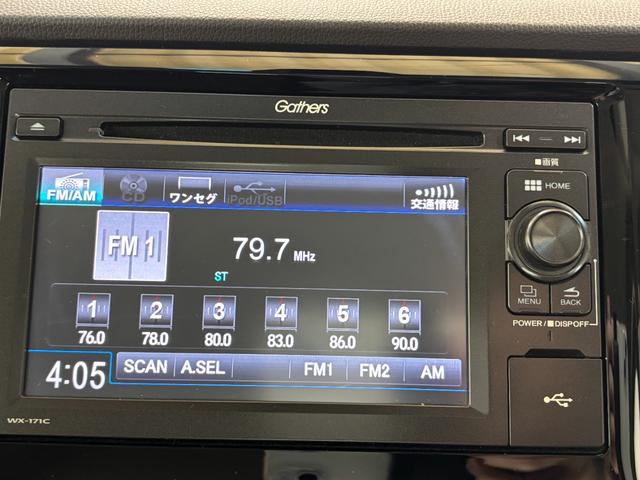 Gathers
■画質
FM/AM CD ワンセグ iPod/USB 交通情報
HOME
FM 1 79.7 MHz
ST
MENU BACK
1 2 3 4 5 6
76.0 78.0 80.0 83.0 86.0 90.0
POWER/■DISPOFF
4:05 SCAN A.SEL FM1 FM2 AM
WX-171C